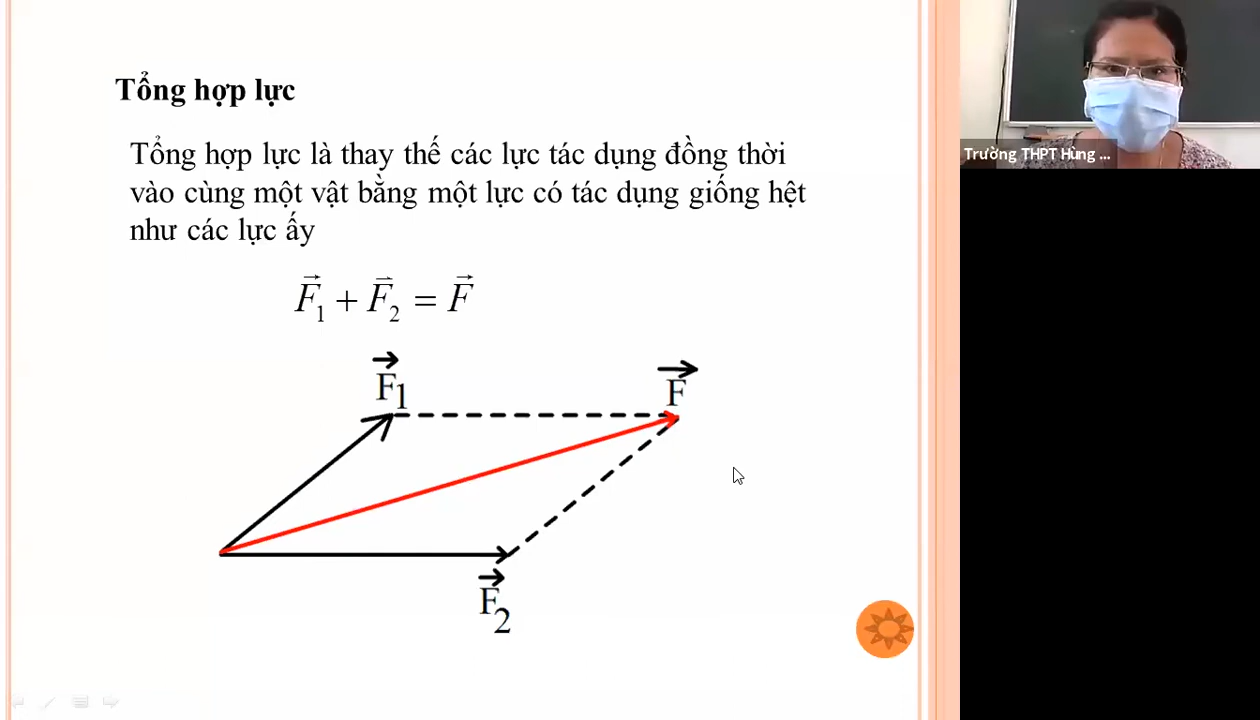 Tổng hợp lực
Tổng hợp lực là thay thế các lực tác dụng đồng thời
vào cùng một vật bằng một lực có tác dụng giống hệt
như các lực ấy
F⃗₁ + F⃗₂ = F⃗
F⃗₁
F⃗
F⃗₂
Trường THPT Hùng ...